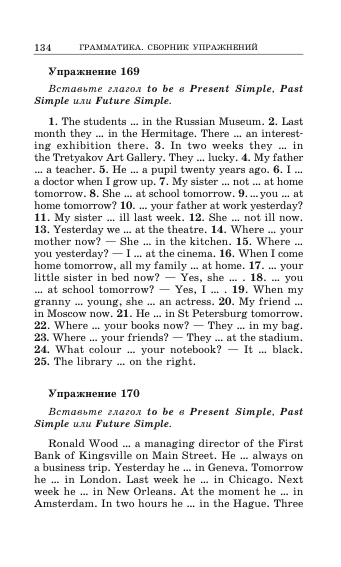 134 ГРАММАТИКА. СБОРНИК УПРАЖНЕНИЙ
Упражнение 169
Вставьте глагол to be в Present Simple, Past
Simple или Future Simple.
1. The students ... in the Russian Museum. 2. Last
month they ... in the Hermitage. There ... an interest-
ing exhibition there. 3. In two weeks they ... in
the Tretyakov Art Gallery. They ... lucky. 4. My father
... a teacher. 5. He ... a pupil twenty years ago. 6. I ...
a doctor when I grow up. 7. My sister ... not ... at home
tomorrow. 8. She ... at school tomorrow. 9. ... you ... at
home tomorrow? 10. ... your father at work yesterday?
11. My sister ... ill last week. 12. She ... not ill now.
13. Yesterday we ... at the theatre. 14. Where ... your
mother now? — She ... in the kitchen. 15. Where ...
you yesterday? — I ... at the cinema. 16. When I come
home tomorrow, all my family ... at home. 17. ... your
little sister in bed now? — Yes, she ... . 18. ... you
... at school tomorrow? — Yes, I ... . 19. When my
granny ... young, she ... an actress. 20. My friend ...
in Moscow now. 21. He ... in St Petersburg tomorrow.
22. Where ... your books now? — They ... in my bag.
23. Where ... your friends? — They ... at the stadium.
24. What colour ... your notebook? — It ... black.
25. The library ... on the right.
Упражнение 170
Вставьте глагол to be в Present Simple, Past
Simple или Future Simple.
Ronald Wood ... a managing director of the First
Bank of Kingsville on Main Street. He ... always on
a business trip. Yesterday he ... in Geneva. Tomorrow
he ... in London. Last week he ... in Chicago. Next
week he ... in New Orleans. At the moment he ... in
Amsterdam. In two hours he ... in the Hague. Three